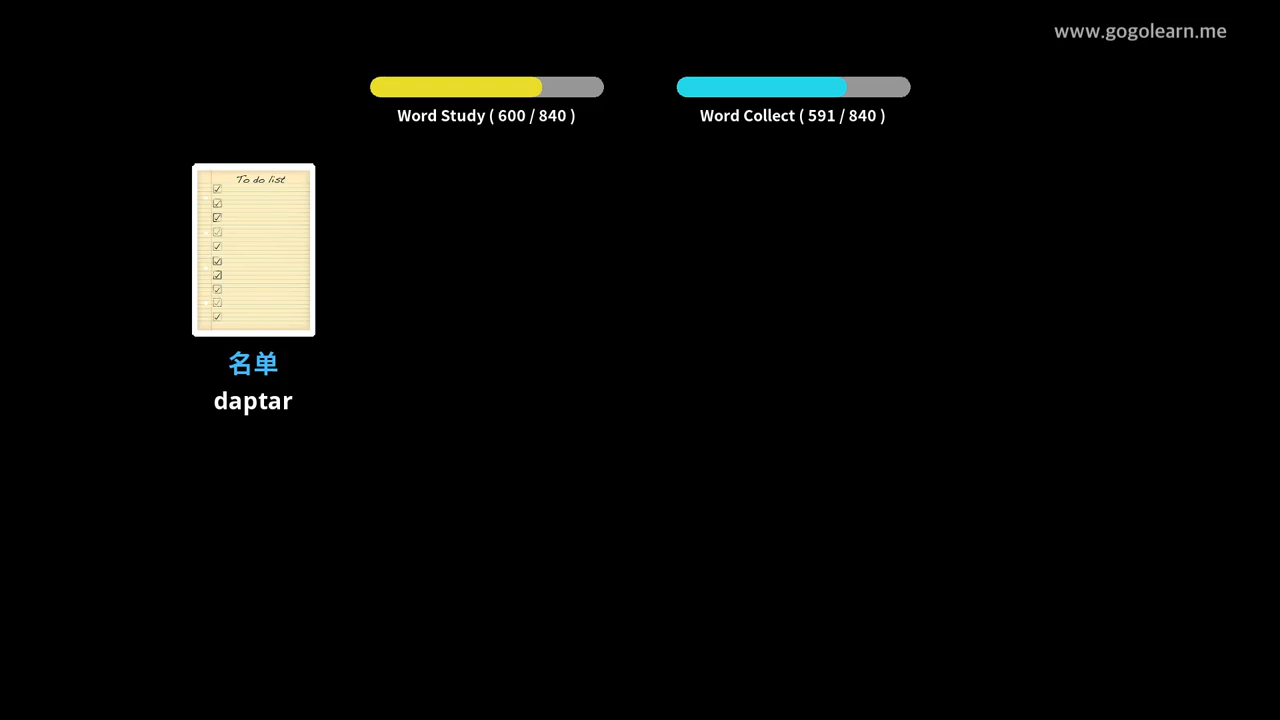 www.gogolearn.me
Word Study ( 600 / 840 )
Word Collect ( 591 / 840 )
To do list
名单
daptar